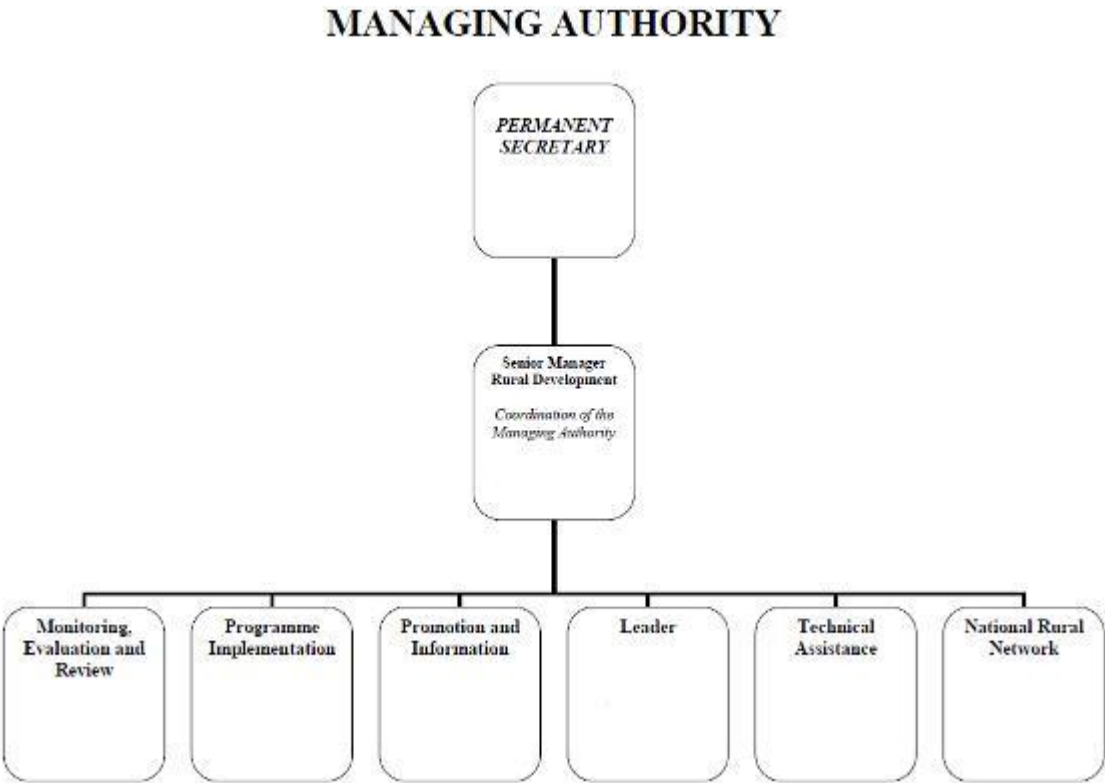 MANAGING AUTHORITY
PERMANENT
SECRETARY
Senior Manager
Rural Development
Coordination of the
Managing Authority
Monitoring,
Evaluation and
Review
Programme
Implementation
Promotion and
Information
Leader
Technical
Assistance
National Rural
Network